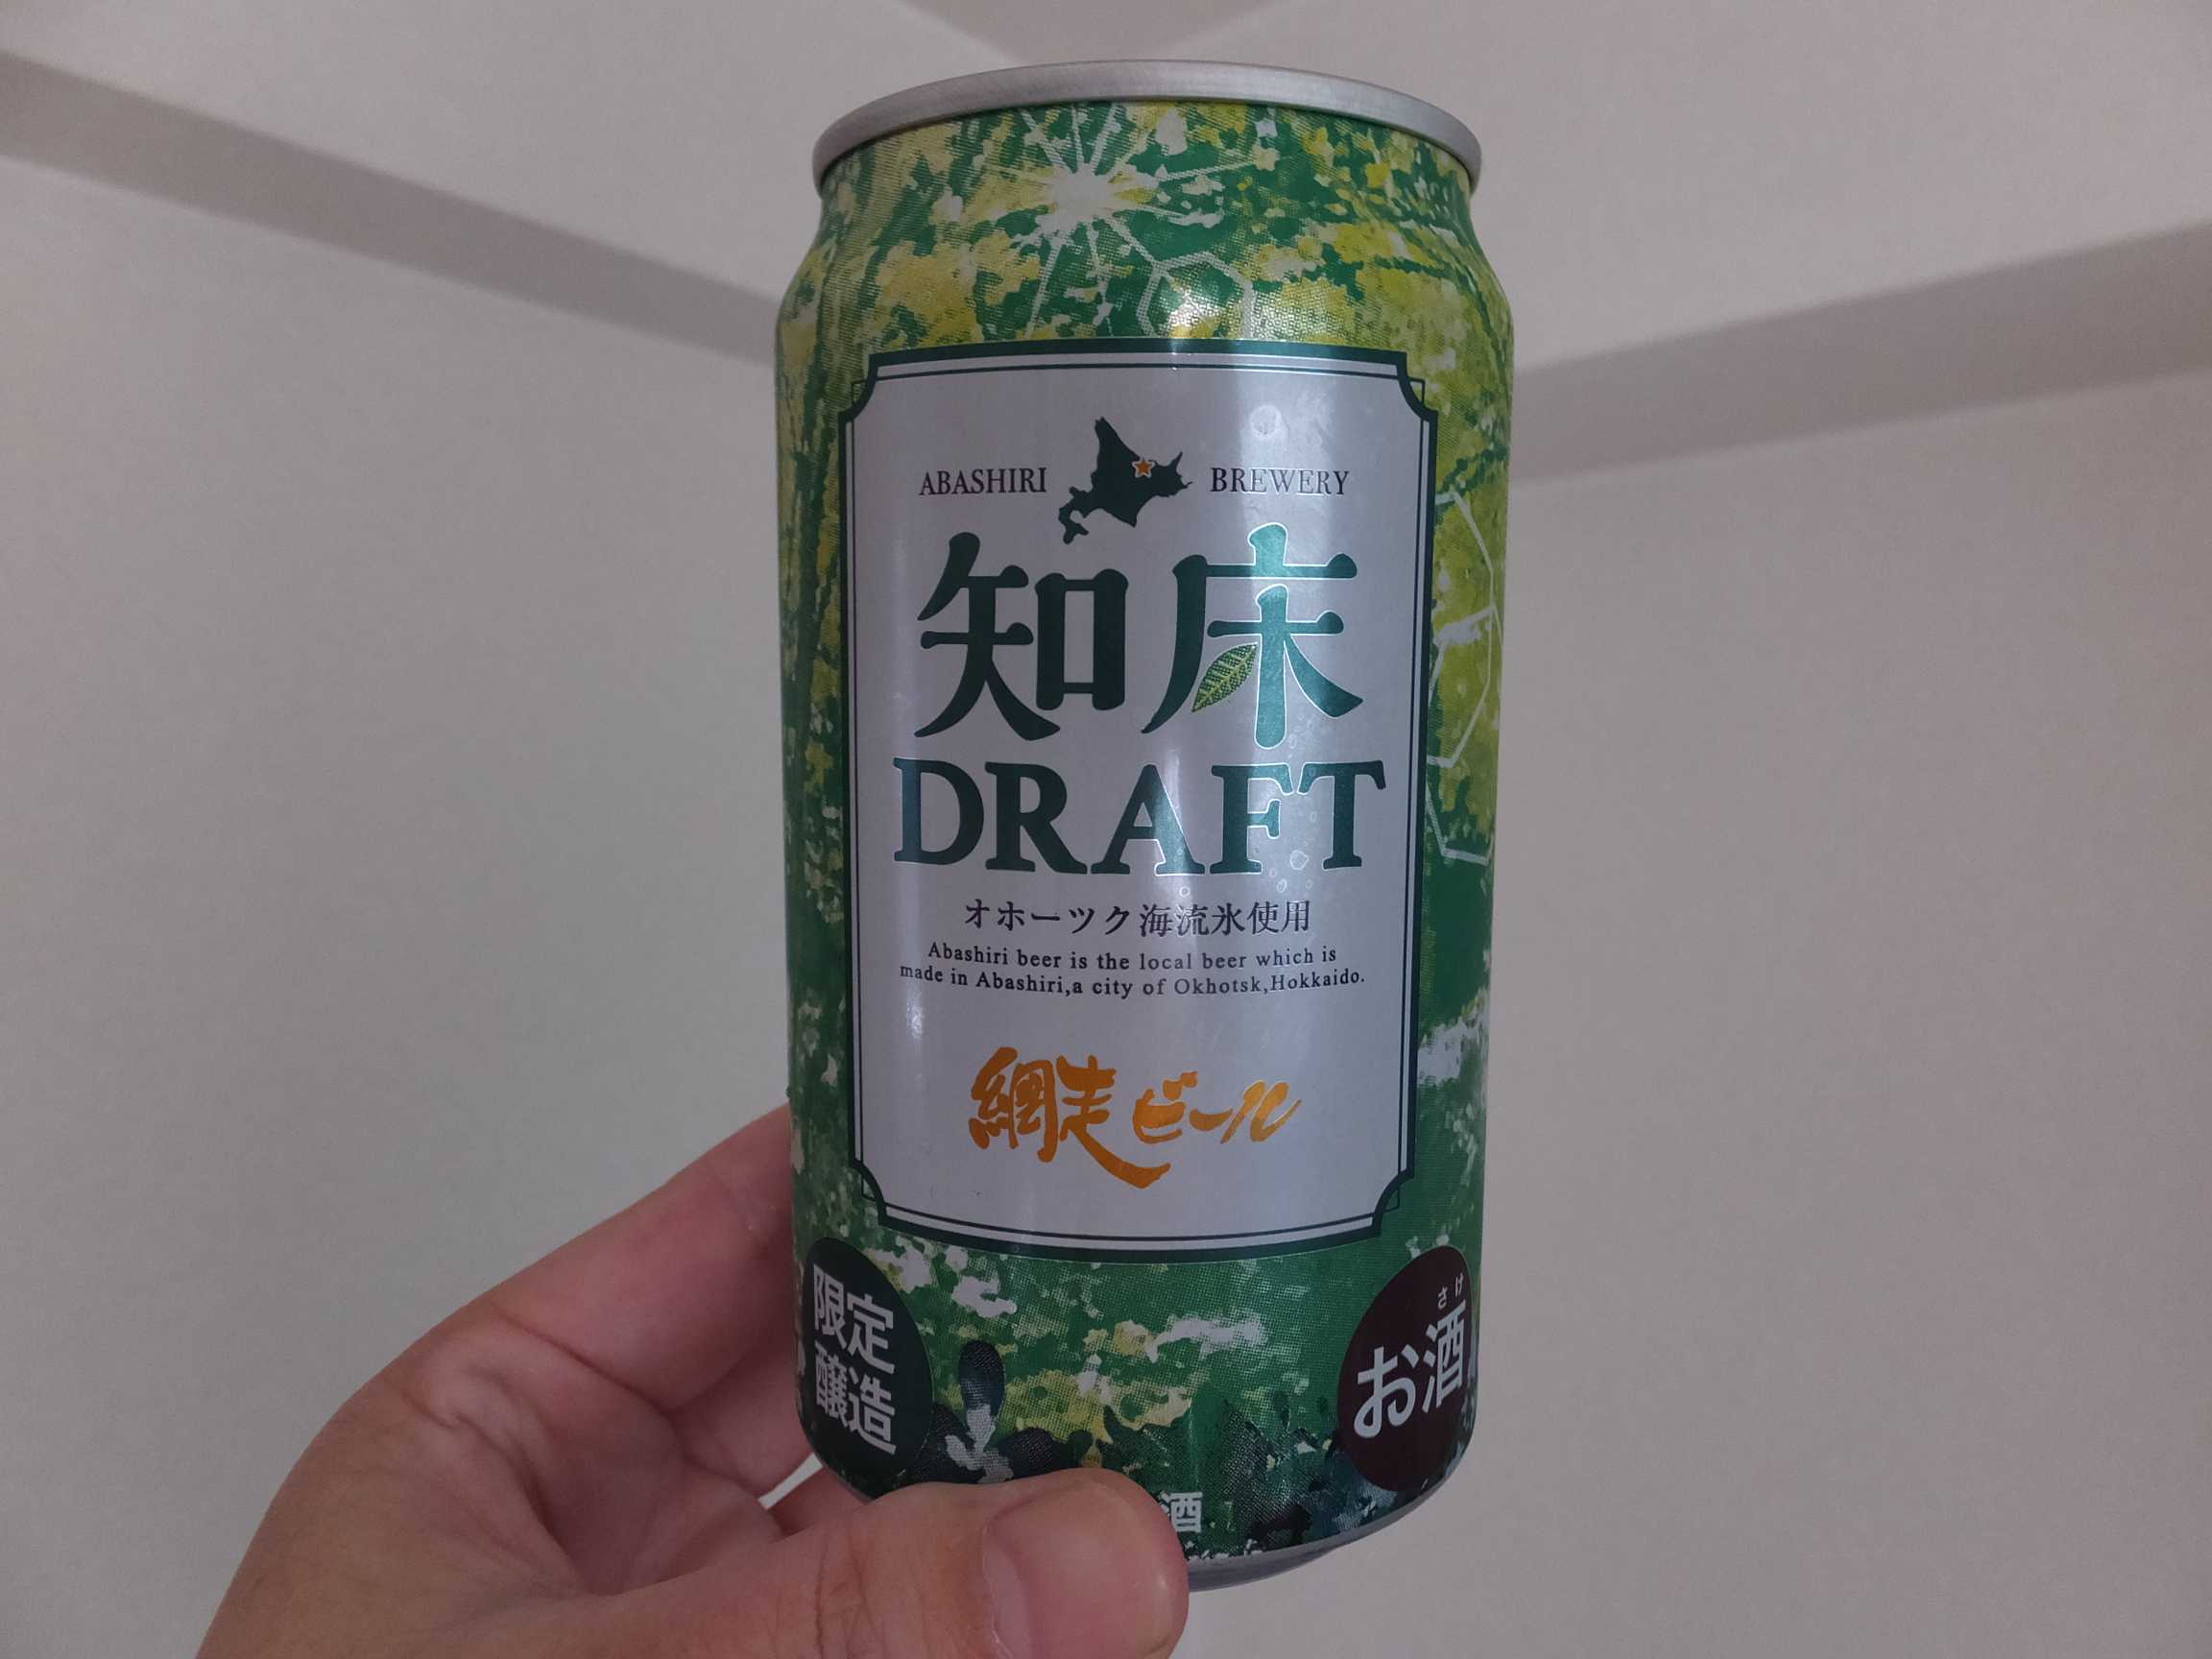 ABASHIRI BREWERY
知床
DRAFT
オホーツク海流氷使用
Abashiri beer is the local beer which is
made in Abashiri,a city of Okhotsk,Hokkaido.
網走ビール
限定
醸造
さけ
お酒
酒